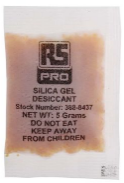 RS
PRO
SILICA GEL
DESICCANT
Stock Number: 368-8437
NET WT: 5 Grams
DO NOT EAT
KEEP AWAY
FROM CHILDREN